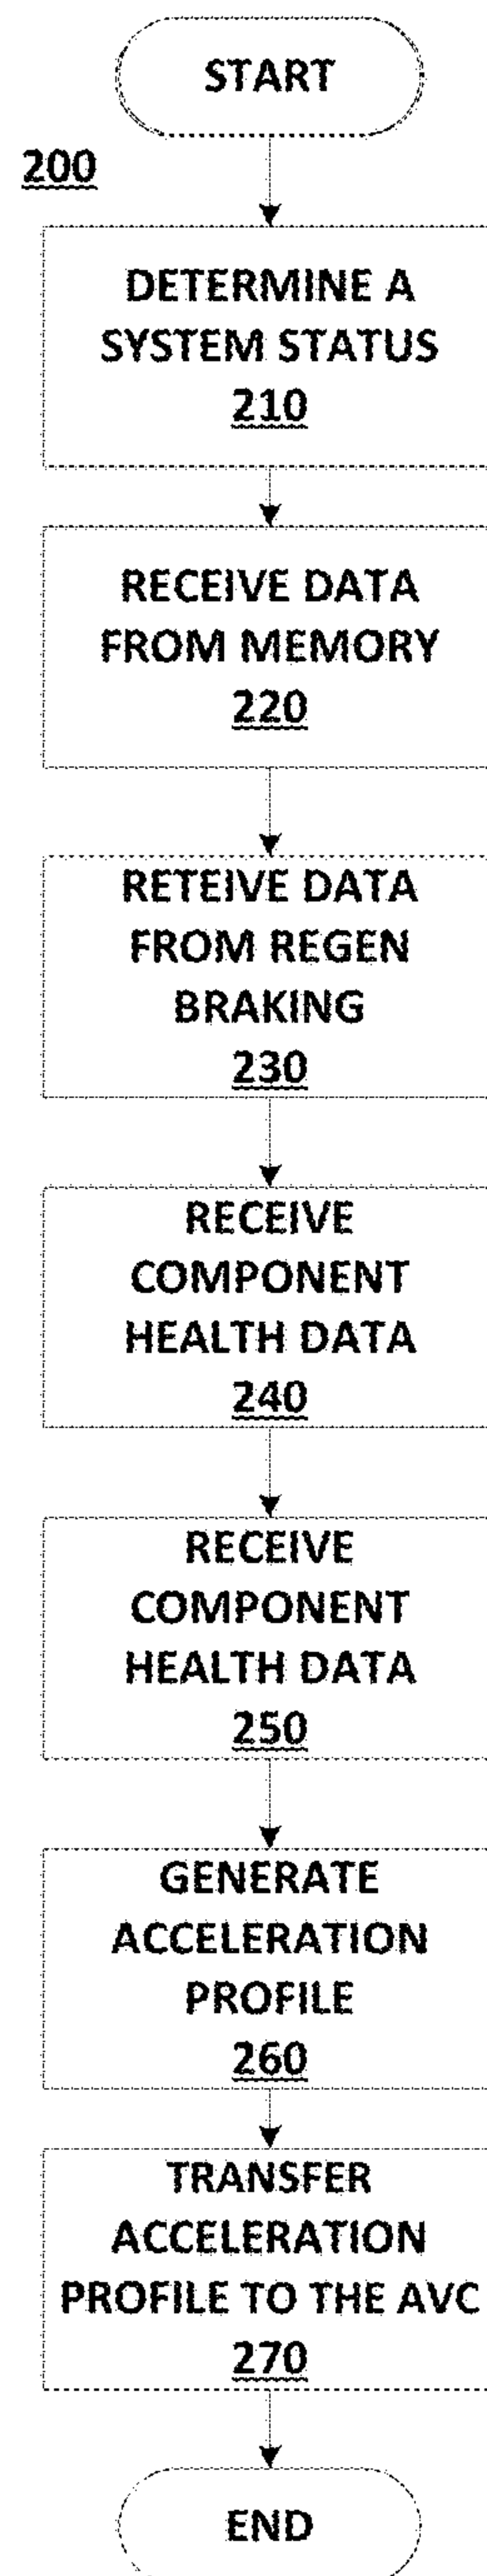 START
200
DETERMINE A
SYSTEM STATUS
210
RECEIVE DATA
FROM MEMORY
220
RETEIVE DATA
FROM REGEN
BRAKING
230
RECEIVE
COMPONENT
HEALTH DATA
240
RECEIVE
COMPONENT
HEALTH DATA
250
GENERATE
ACCELERATION
PROFILE
260
TRANSFER
ACCELERATION
PROFILE TO THE AVC
270
END